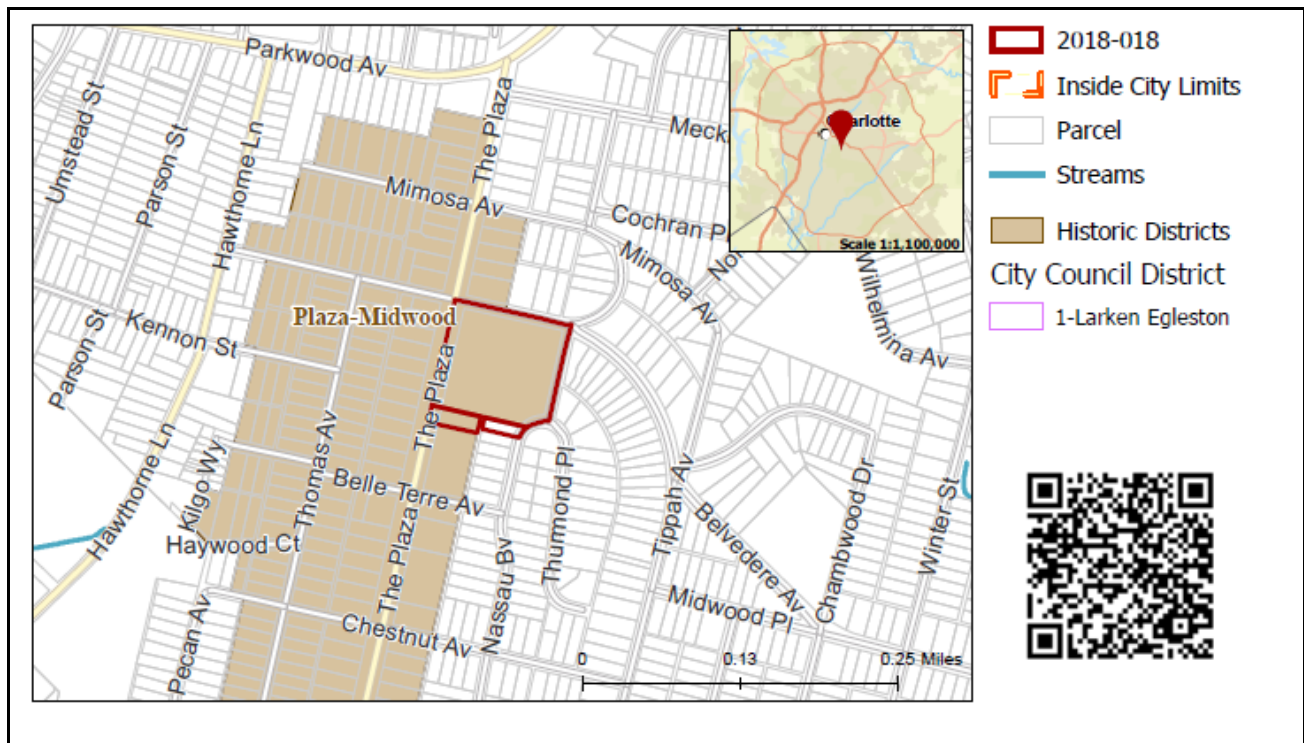 Parkwood Av
Umstead St
Parson St
Hawthorne Ln
The Plaza
Meck
Mimosa Av
Cochran P
Mimosa Av
Nor
Wilhelmina Av
Charlotte
Scale 1:1,100,000
Plaza-Midwood
Kennon St
Parson St
The Plaza
Hawthorne Ln
Kilgo Wy
Thomas Av
Belle Terre Av
Haywood Ct
The Plaza
Nassau Bv
Thurmond Pl
Tippah Av
Belvedere Av
Chambwood Dr
Winter St
Midwood Pl
Pecan Av
Chestnut Av
0 0.13 0.25 Miles
2018-018
Inside City Limits
Parcel
Streams
Historic Districts
City Council District
1-Larken Egleston